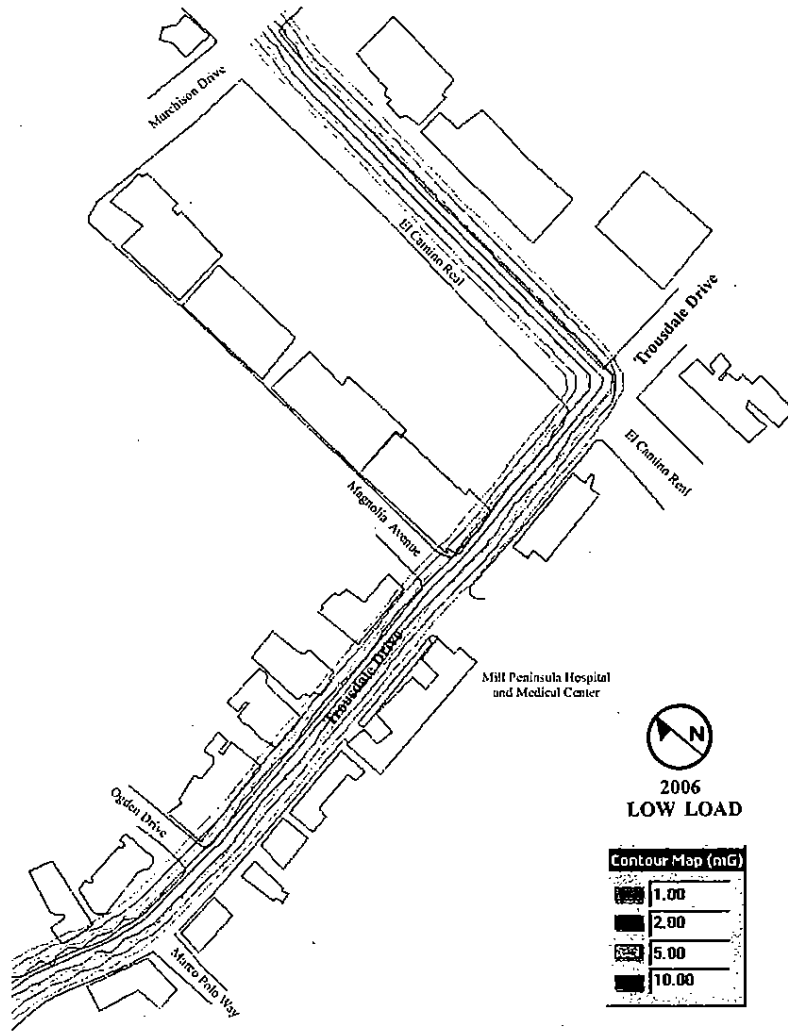 Murchison Drive
El Camino Real
Trousdale Drive
El Camino Real
Magnolia Avenue
Trousdale Drive
Mill Peninsula Hospital
and Medical Center
N
2006
LOW LOAD
Ogden Drive
Contour Map (mG)
1.00
2.00
5.00
10.00
Marco Polo Way